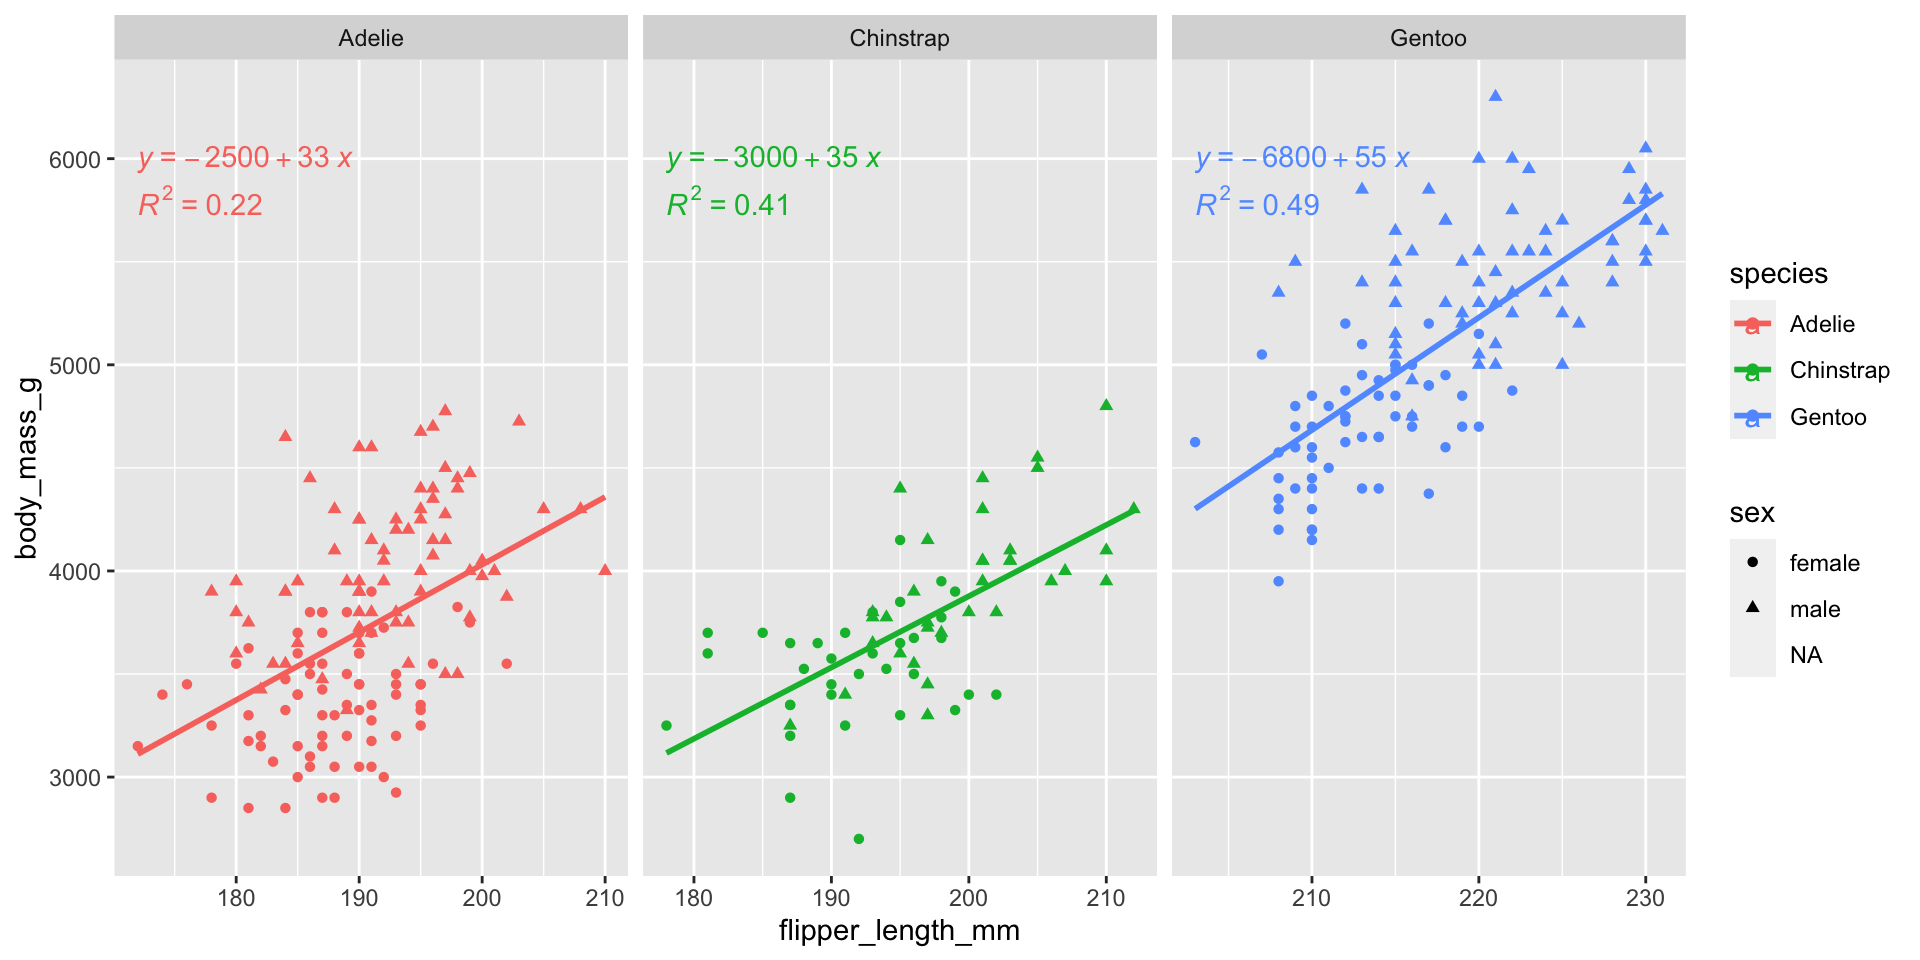 Adelie
Chinstrap
Gentoo
y = −2500 + 33 x
R² = 0.22
y = −3000 + 35 x
R² = 0.41
y = −6800 + 55 x
R² = 0.49
6000
5000
4000
3000
body_mass_g
180
190
200
210
180
190
200
210
210
220
230
flipper_length_mm
species
a Adelie
a Chinstrap
a Gentoo
sex
female
male
NA